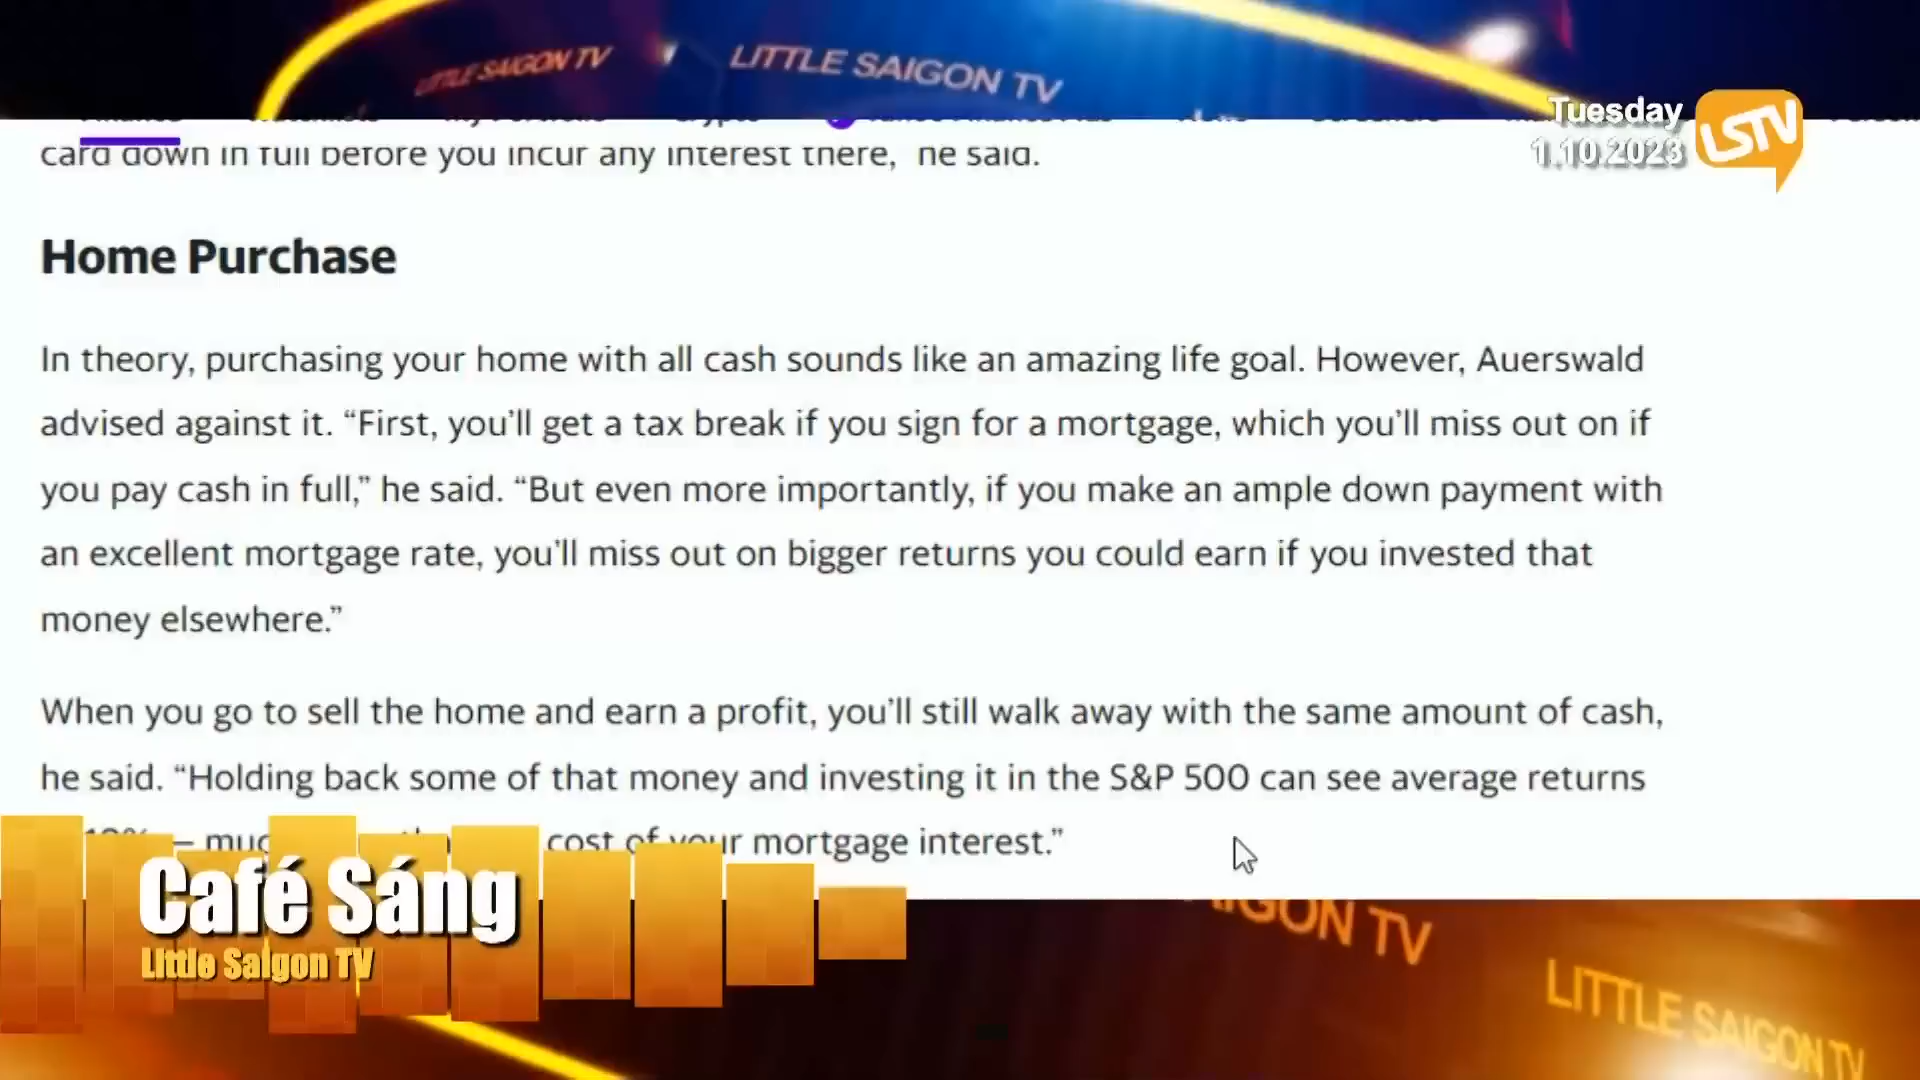 LITTLE SAIGON TV
LITTLE SAIGON TV
Tuesday
1.10.2023
LSTV
card down in full before you incur any interest there,” he said.
Home Purchase
In theory, purchasing your home with all cash sounds like an amazing life goal. However, Auerswald
advised against it. “First, you’ll get a tax break if you sign for a mortgage, which you’ll miss out on if
you pay cash in full,” he said. “But even more importantly, if you make an ample down payment with
an excellent mortgage rate, you’ll miss out on bigger returns you could earn if you invested that
money elsewhere.”
When you go to sell the home and earn a profit, you’ll still walk away with the same amount of cash,
he said. “Holding back some of that money and investing it in the S&P 500 can see average returns
10% — cost of your mortgage interest.”
Café Sáng
Little Saigon TV
SAIGON TV
LITTLE SAIGON TV